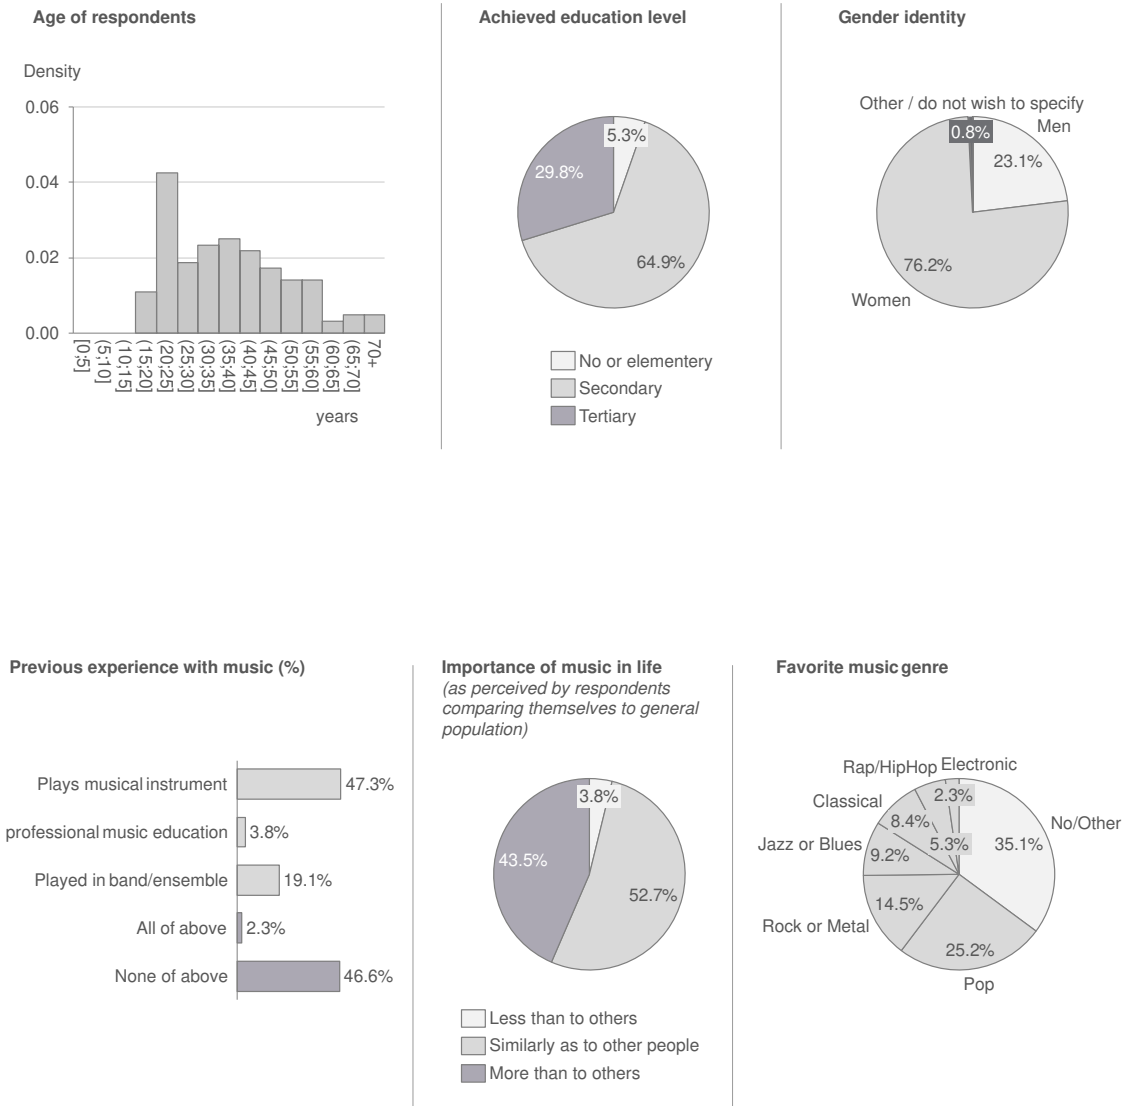 Age of respondents
Density
0.06
0.04
0.02
0.00
[0;5]
(5;10]
(10;15]
(15;20]
(20;25]
(25;30]
(30;35]
(35;40]
(40;45]
(45;50]
(50;55]
(55;60]
(60;65]
(65;70]
70+
years
Achieved education level
5.3%
29.8%
64.9%
No or elementery
Secondary
Tertiary
Gender identity
Other / do not wish to specify
0.8%
Men
23.1%
76.2%
Women
Previous experience with music (%)
Plays musical instrument
47.3%
professional music education
3.8%
Played in band/ensemble
19.1%
All of above
2.3%
None of above
46.6%
Importance of music in life
(as perceived by respondents
comparing themselves to general
population)
3.8%
43.5%
52.7%
Less than to others
Similarly as to other people
More than to others
Favorite music genre
Rap/HipHop
Electronic
2.3%
Classical
8.4%
No/Other
5.3%
35.1%
Jazz or Blues
9.2%
14.5%
Rock or Metal
25.2%
Pop